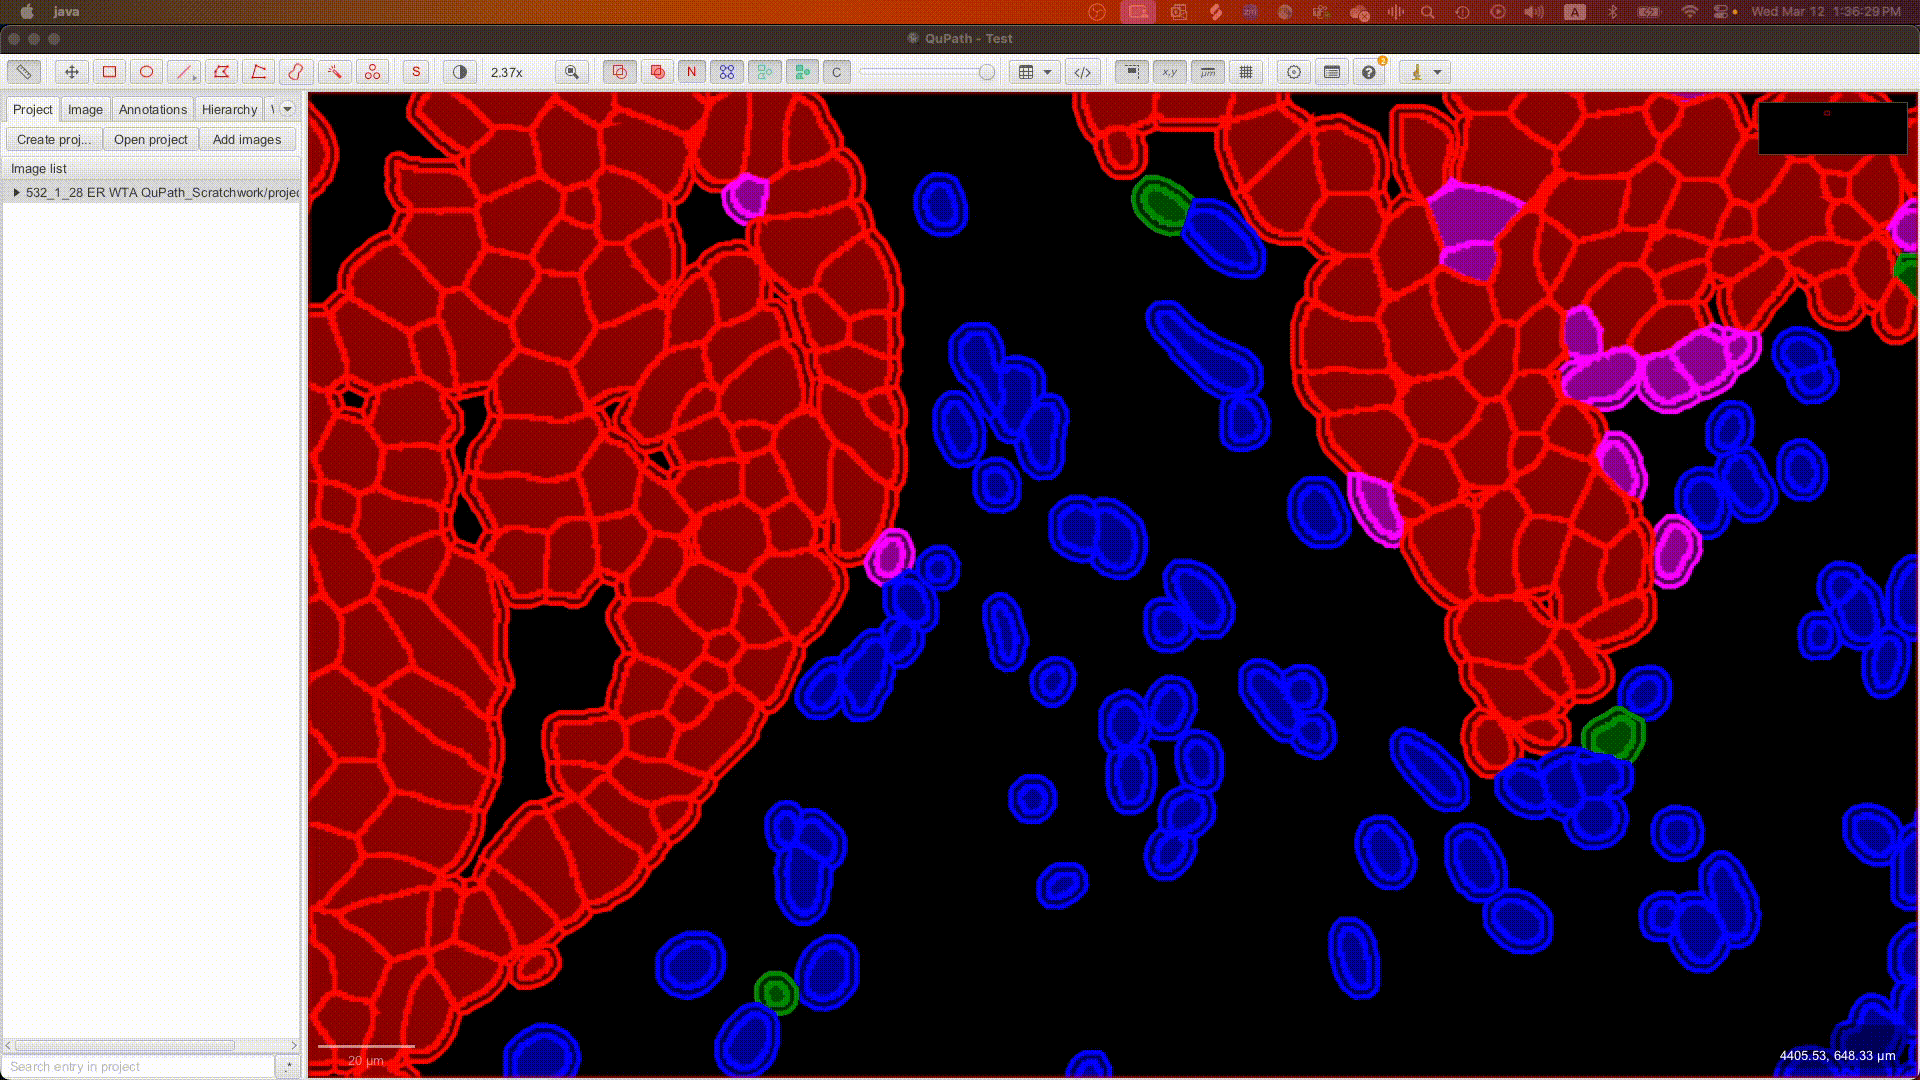 java
A
Wed Mar 12 1:36:29 PM
QuPath - Test
S
2.37x
N
C
</>
x,y
μm
?
2
Project
Image
Annotations
Hierarchy
Create proj...
Open project
Add images
Image list
532_1_28 ER WTA QuPath_Scratchwork/projec
20 μm
4405.53, 648.33 μm
Search entry in project
.*